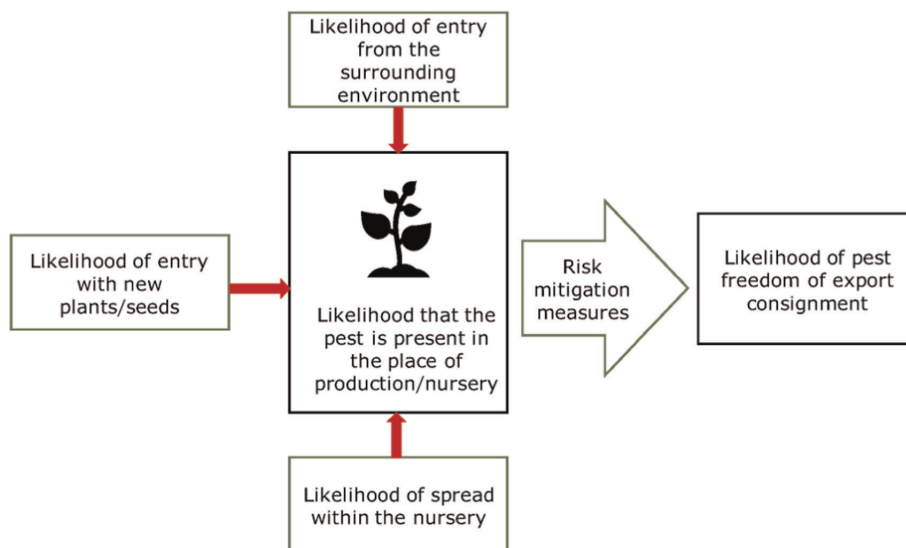 Likelihood of entry
from the
surrounding
environment
Likelihood of entry
with new
plants/seeds
Likelihood that the
pest is present in
the place of
production/nursery
Risk
mitigation
measures
Likelihood of pest
freedom of export
consignment
Likelihood of spread
within the nursery